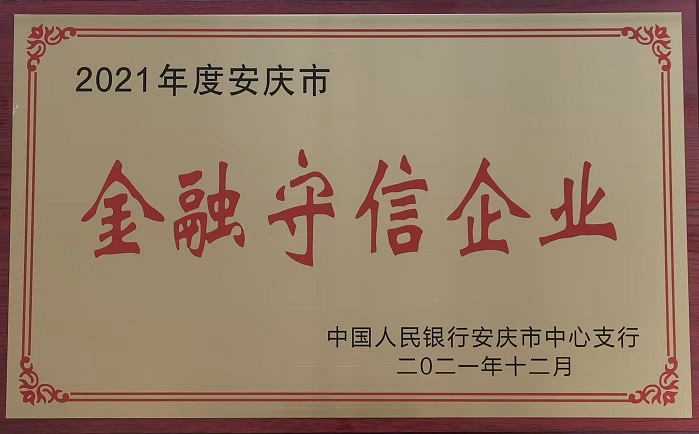 2021年度安庆市
金融守信企业
中国人民银行安庆市中心支行
二0二一年十二月